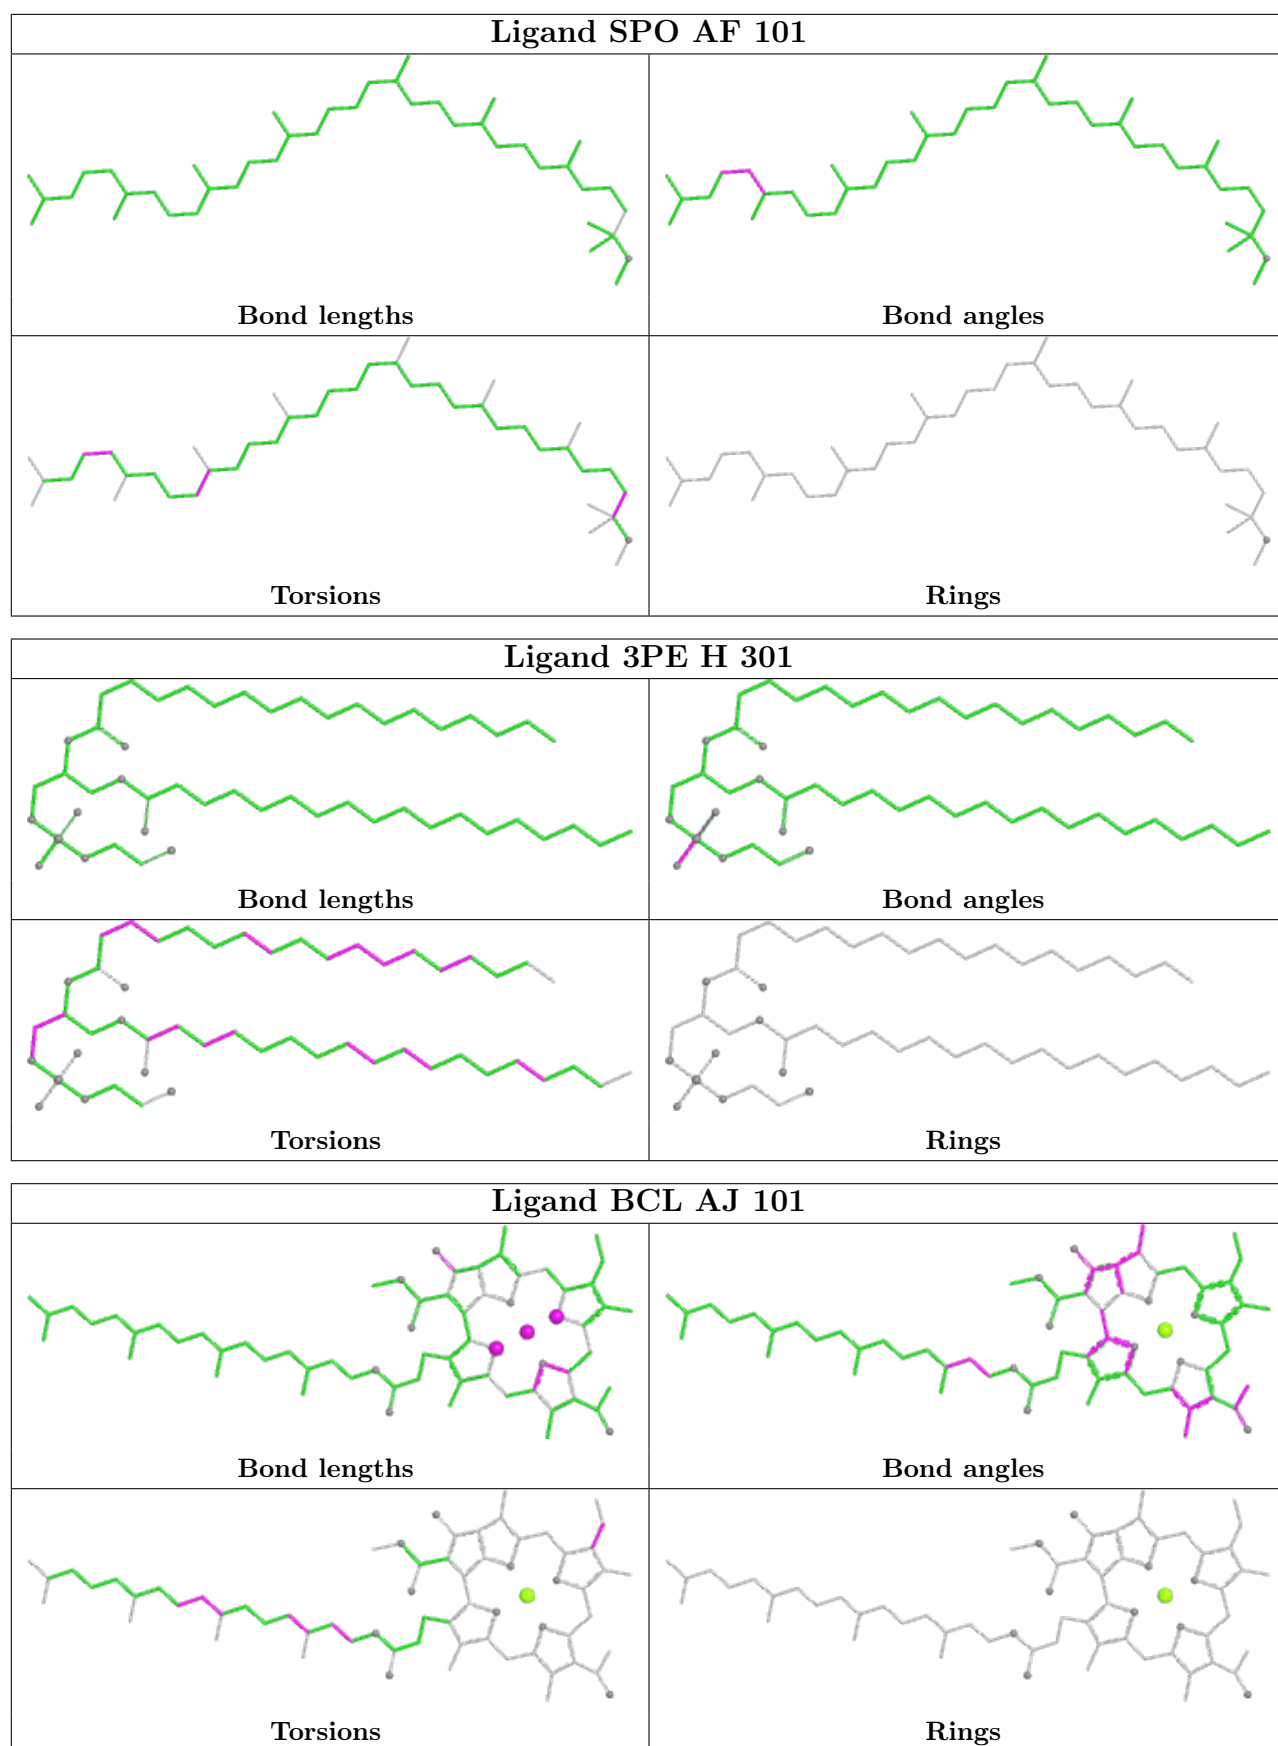 Ligand SPO AF 101
Bond lengths
Bond angles
Torsions
Rings
Ligand 3PE H 301
Bond lengths
Bond angles
Torsions
Rings
Ligand BCL AJ 101
Bond lengths
Bond angles
Torsions
Rings